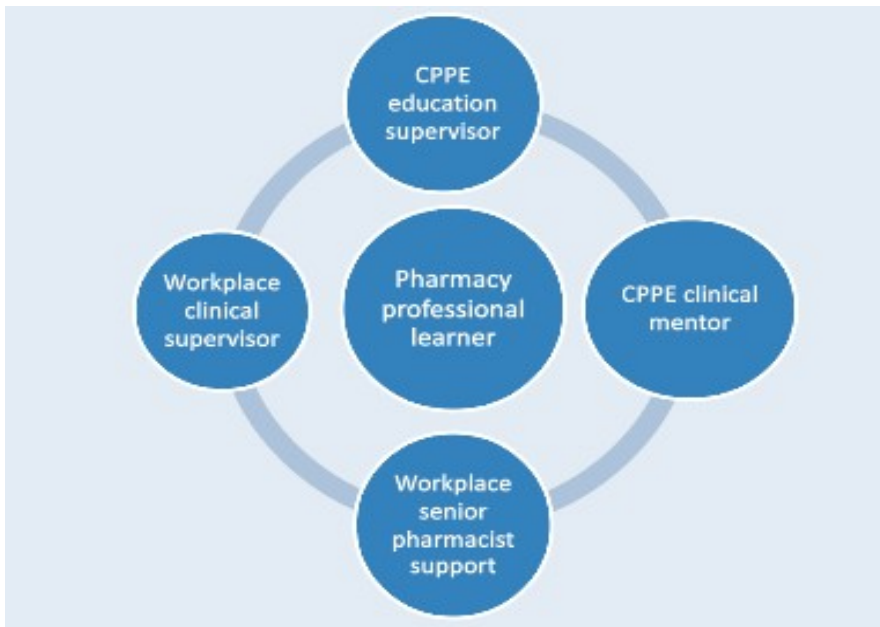 CPPE
education
supervisor
Workplace
clinical
supervisor
Pharmacy
professional
learner
CPPE clinical
mentor
Workplace
senior
pharmacist
support